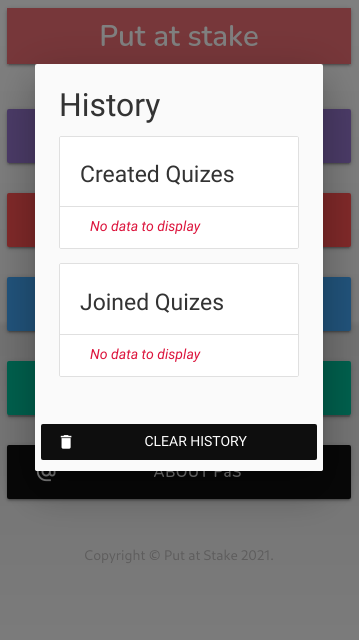 Put at stake
History
Created Quizes
No data to display
Joined Quizes
No data to display
CLEAR HISTORY
@ ABOUT PaS
Copyright © Put at Stake 2021.